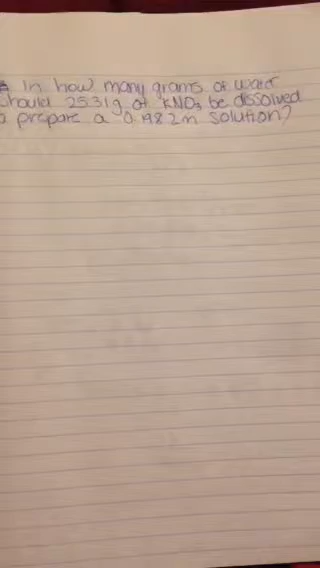 In how many grams of water
should 25.31g of KNO3 be dissolved
prepare a 0.1982m solution?